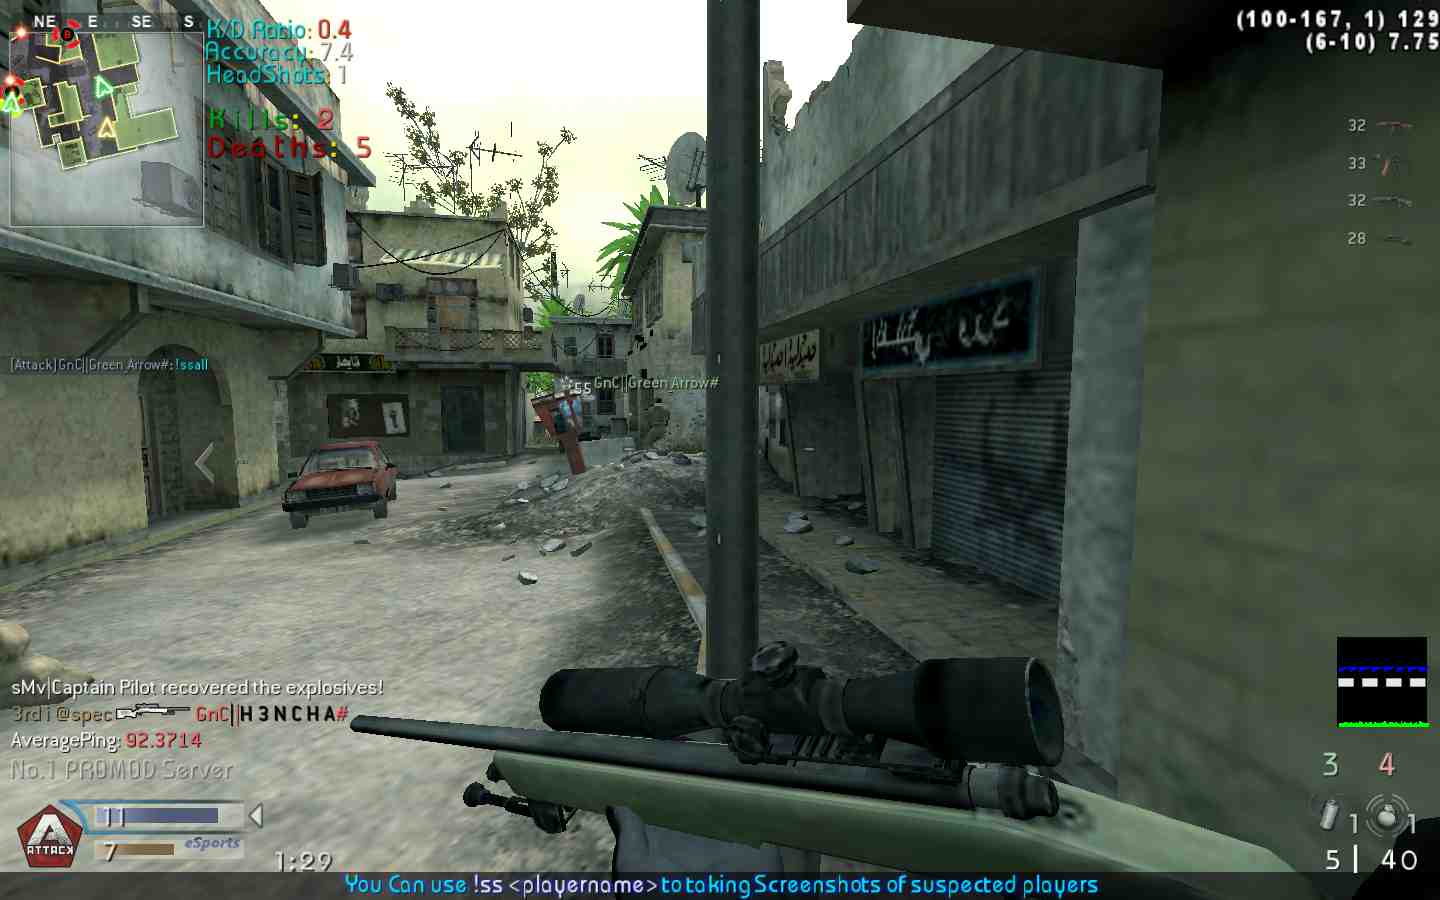 NE E SE S
K/D Ratio: 0.4
Accuracy: 7.4
HeadShots: 1
Kills: 2
Deaths: 5
(100-167, 1) 129
(6-10) 7.75
32
33
32
28
[Attack]GnC||Green Arrow#: !ssall
55 GnC||Green Arrow#
sMv|Captain Pilot recovered the explosives!
3rd i @spec GnC||H3NCHA#
AveragePing: 92.3714
No.1 PROMOD Server
ATTACK
11
7
eSports
1:29
3 4
1 1
5 | 40
You Can use !ss <playername> to taking Screenshots of suspected players